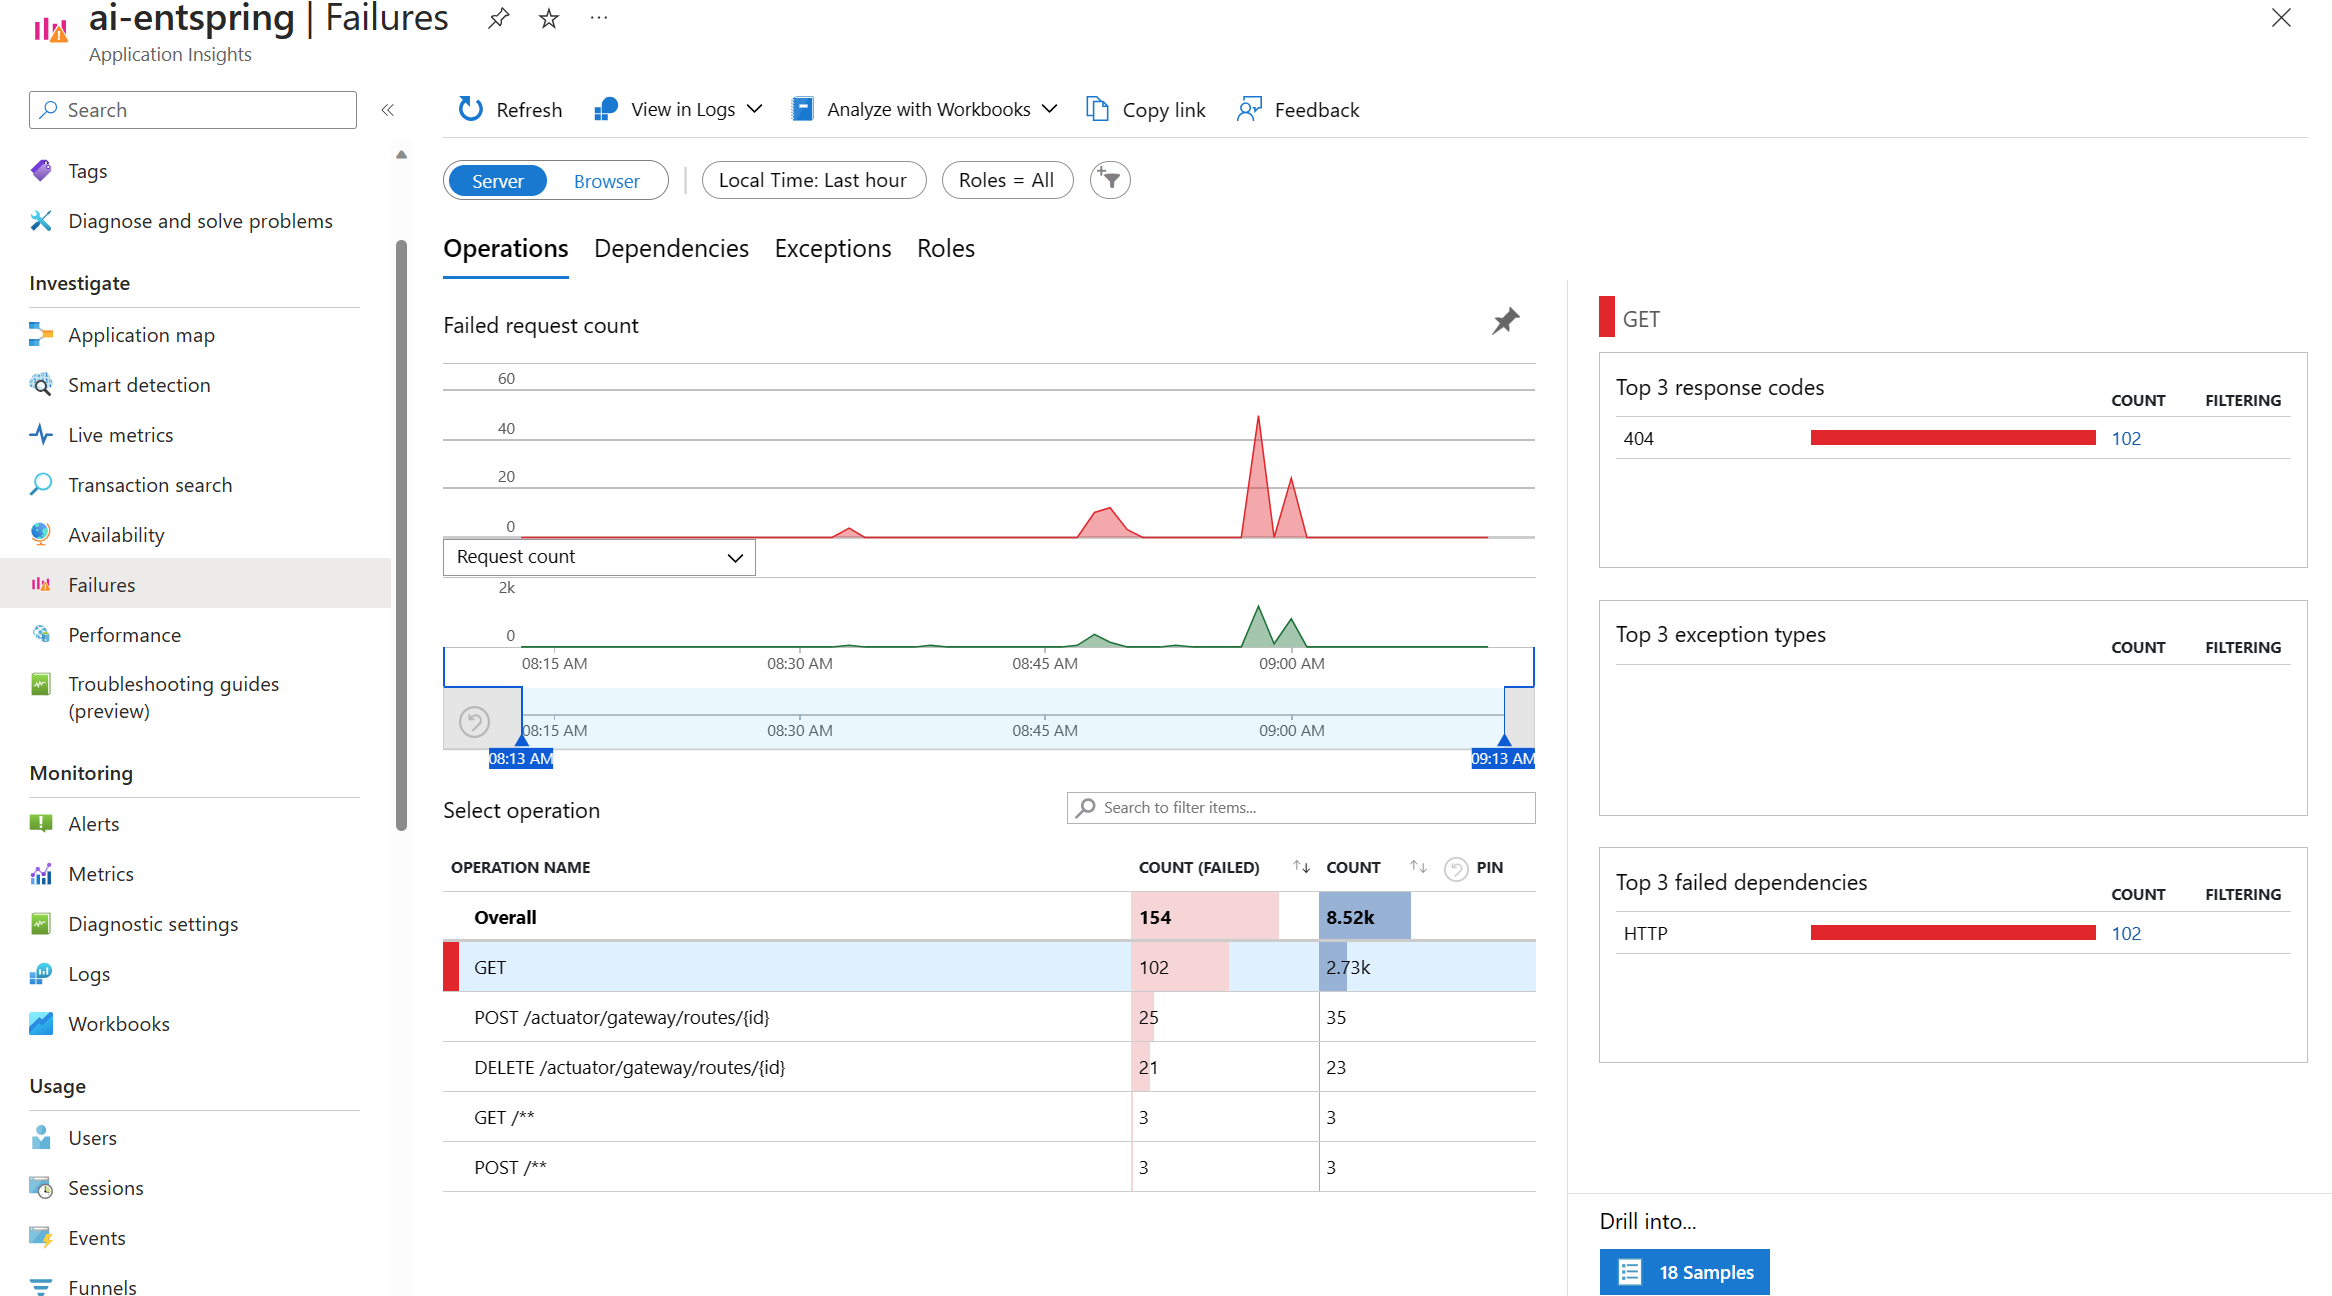 ai-entspring | Failures
Application Insights
Search
Tags
Diagnose and solve problems
Investigate
Application map
Smart detection
Live metrics
Transaction search
Availability
Failures
Performance
Troubleshooting guides
(preview)
Monitoring
Alerts
Metrics
Diagnostic settings
Logs
Workbooks
Usage
Users
Sessions
Events
Funnels
Refresh
View in Logs
Analyze with Workbooks
Copy link
Feedback
Server
Browser
Local Time: Last hour
Roles = All
Operations
Dependencies
Exceptions
Roles
Failed request count
60
40
20
0
Request count
2k
0
08:15 AM
08:30 AM
08:45 AM
09:00 AM
08:15 AM
08:30 AM
08:45 AM
09:00 AM
08:13 AM
09:13 AM
Select operation
Search to filter items...
OPERATION NAME COUNT (FAILED) COUNT PIN
Overall 154 8.52k
GET 102 2.73k
POST /actuator/gateway/routes/{id} 25 35
DELETE /actuator/gateway/routes/{id} 21 23
GET /** 3 3
POST /** 3 3
GET
Top 3 response codes
COUNT FILTERING
404 102
Top 3 exception types
COUNT FILTERING
Top 3 failed dependencies
COUNT FILTERING
HTTP 102
Drill into...
18 Samples